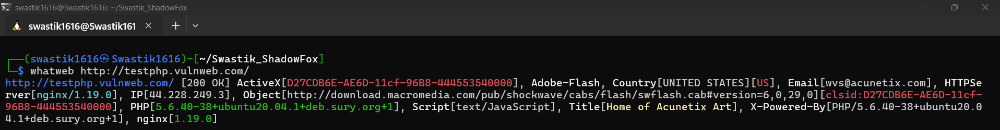 swastik1616@Swastik1616: ~/Swastik_ShadowFox
swastik1616@Swastik161
┌──(swastik1616㉿Swastik1616)-[~/Swastik_ShadowFox]
└─$ whatweb http://testphp.vulnweb.com/
http://testphp.vulnweb.com/ [200 OK] ActiveX[D27CDB6E-AE6D-11cf-96B8-444553540000], Adobe-Flash, Country[UNITED STATES][US], Email[wvs@acunetix.com], HTTPSe
rver[nginx/1.19.0], IP[44.228.249.3], Object[http://download.macromedia.com/pub/shockwave/cabs/flash/swflash.cab#version=6,0,29,0][clsid:D27CDB6E-AE6D-11cf-
96B8-444553540000], PHP[5.6.40-38+ubuntu20.04.1+deb.sury.org+1], Script[text/JavaScript], Title[Home of Acunetix Art], X-Powered-By[PHP/5.6.40-38+ubuntu20.0
4.1+deb.sury.org+1], nginx[1.19.0]